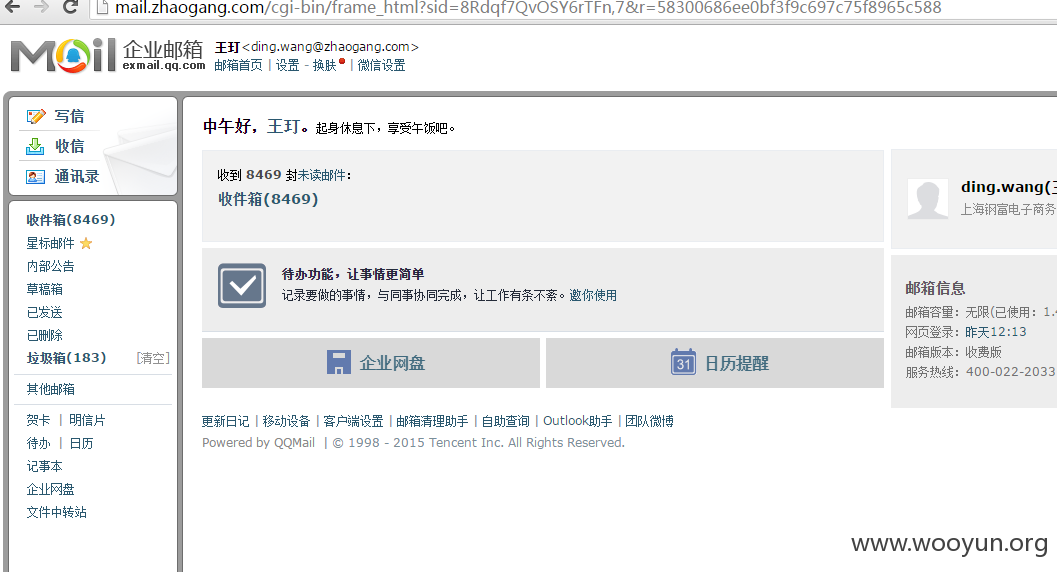 mail.zhaogang.com/cgi-bin/frame_html?sid=8Rdqf7QvOSY6rTFn,7&r=58300686ee0bf3f9c697c75f8965c588
Mail 企业邮箱
exmail.qq.com
王玎<ding.wang@zhaogang.com>
邮箱首页 | 设置 - 换肤 | 微信设置
写信
收信
通讯录
收件箱(8469)
星标邮件
内部公告
草稿箱
已发送
已删除
垃圾箱(183) [清空]
其他邮箱
贺卡 | 明信片
待办 | 日历
记事本
企业网盘
文件中转站
中午好，王玎。起身休息下，享受午饭吧。
收到 8469 封未读邮件：
收件箱(8469)
待办功能，让事情更简单
记录要做的事情，与同事协同完成，让工作有条不紊。邀你使用
企业网盘
31 日历提醒
更新日记 | 移动设备 | 客户端设置 | 邮箱清理助手 | 自助查询 | Outlook助手 | 团队微博
Powered by QQMail | © 1998 - 2015 Tencent Inc. All Rights Reserved.
ding.wang(王
上海钢富电子商务
邮箱信息
邮箱容量：无限(已使用：1.4
网页登录：昨天12:13
邮箱版本：收费版
服务热线：400-022-2033
www.wooyun.org